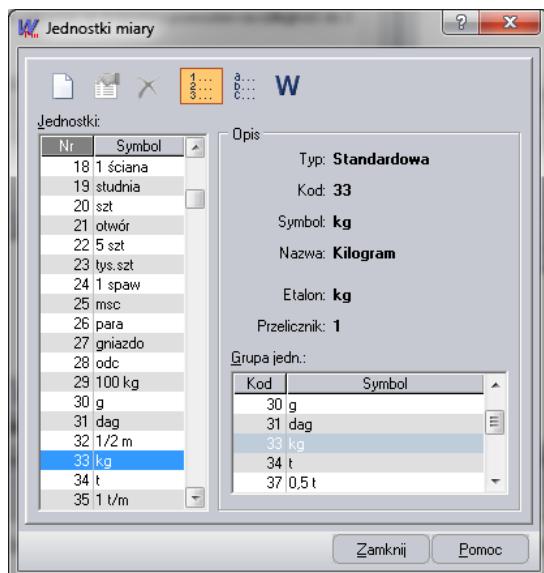 Jednostki miary
1...
2...
3...
a...
b...
c...
W
Jednostki:
Nr Symbol
18 1 ściana
19 studnia
20 szt
21 otwór
22 5 szt
23 tys.szt
24 1 spaw
25 msc
26 para
27 gniazdo
28 odc
29 100 kg
30 g
31 dag
32 1/2 m
33 kg
34 t
35 1 t/m
Opis
Typ: Standardowa
Kod: 33
Symbol: kg
Nazwa: Kilogram
Etalon: kg
Przelicznik: 1
Grupa jedn.:
Kod Symbol
30 g
31 dag
33 kg
34 t
37 0,5 t
Zamknij Pomoc